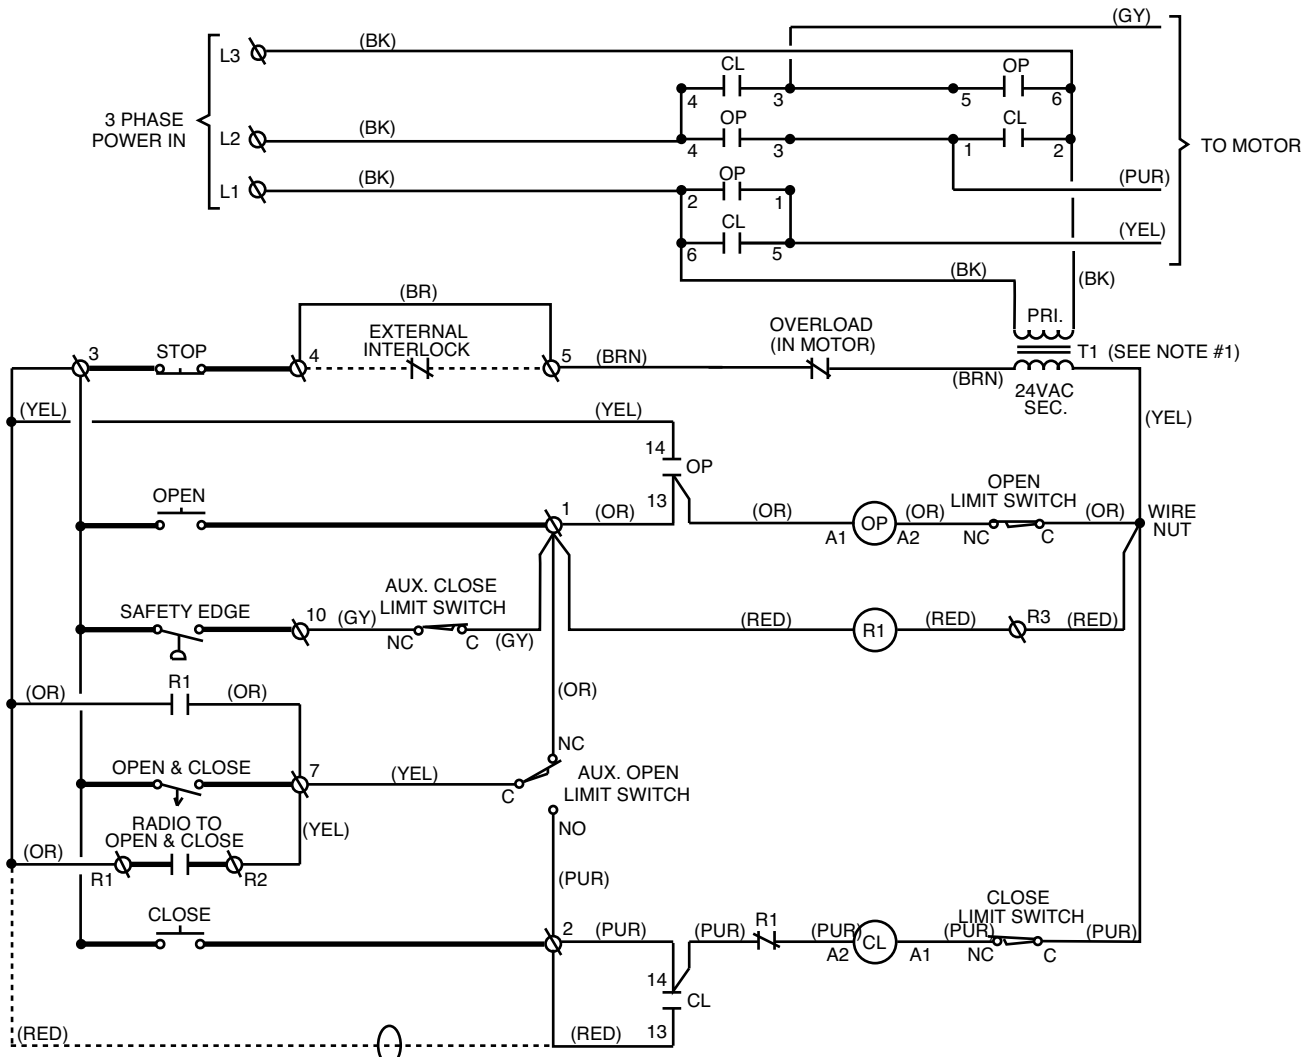 (GY)
L3
(BK)
CL
OP
4
3
5
6
3 PHASE
POWER IN
L2
(BK)
OP
CL
4
3
1
2
TO MOTOR
L1
(BK)
OP
(PUR)
2
1
CL
(YEL)
6
5
(BK)
(BK)
(BR)
PRI.
EXTERNAL
INTERLOCK
OVERLOAD
(IN MOTOR)
3
STOP
4
5
(BRN)
T1 (SEE NOTE #1)
(BRN)
24VAC
SEC.
(YEL)
(YEL)
(YEL)
14
OP
13
OPEN
1
(OR)
(OR)
OP
A1
A2
(OR)
OPEN
LIMIT SWITCH
NC
C
(OR)
WIRE
NUT
SAFETY EDGE
10
(GY)
AUX. CLOSE
LIMIT SWITCH
NC
C
(GY)
(RED)
R1
(RED)
R3
(RED)
R1
(OR)
(OR)
(OR)
OPEN & CLOSE
7
(YEL)
NC
C
AUX. OPEN
LIMIT SWITCH
NO
RADIO TO
OPEN & CLOSE
(YEL)
(OR)
R1
R2
(PUR)
CLOSE
2
(PUR)
(PUR)
R1
(PUR)
CL
A2
A1
(PUR)
CLOSE
LIMIT SWITCH
NC
C
(PUR)
14
CL
13
(RED)
(RED)